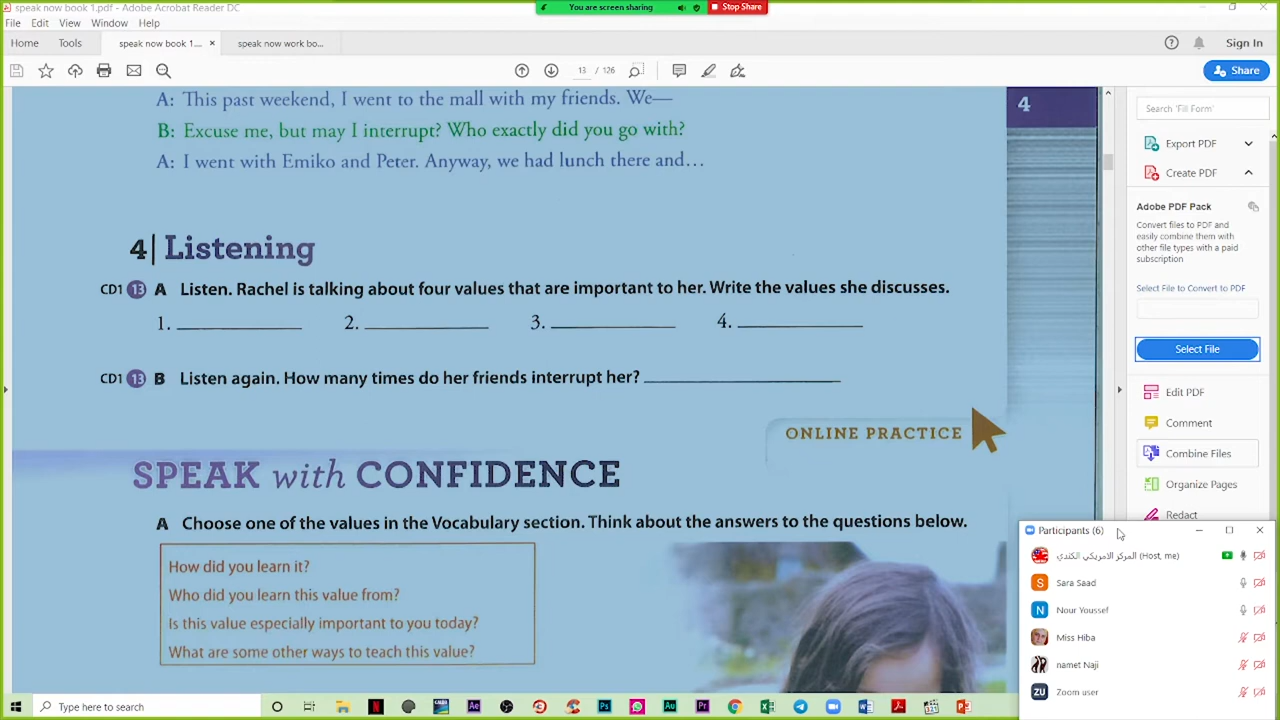 speak now book 1.pdf - Adobe Acrobat Reader DC
You are screen sharing
Stop Share
File Edit View Window Help
Home Tools speak now book 1.... × speak now work bo...
Sign In
13 / 126
Share
A: This past weekend, I went to the mall with my friends. We—
B: Excuse me, but may I interrupt? Who exactly did you go with?
A: I went with Emiko and Peter. Anyway, we had lunch there and…
4
4| Listening
CD1 13 A Listen. Rachel is talking about four values that are important to her. Write the values she discusses.
1. ____________ 2. ____________ 3. ____________ 4. ____________
CD1 13 B Listen again. How many times do her friends interrupt her? ____________________
ONLINE PRACTICE
SPEAK with CONFIDENCE
A Choose one of the values in the Vocabulary section. Think about the answers to the questions below.
How did you learn it?
Who did you learn this value from?
Is this value especially important to you today?
What are some other ways to teach this value?
Search 'Fill Form'
Export PDF
Create PDF
Adobe PDF Pack
Convert files to PDF and
easily combine them with
other file types with a paid
subscription
Select File to Convert to PDF
Select File
Edit PDF
Comment
Combine Files
Organize Pages
Redact
Participants (6)
المركز الامريكي الكندي (Host, me)
S Sara Saad
N Nour Youssef
Miss Hiba
namet Naji
ZU Zoom user
Type here to search